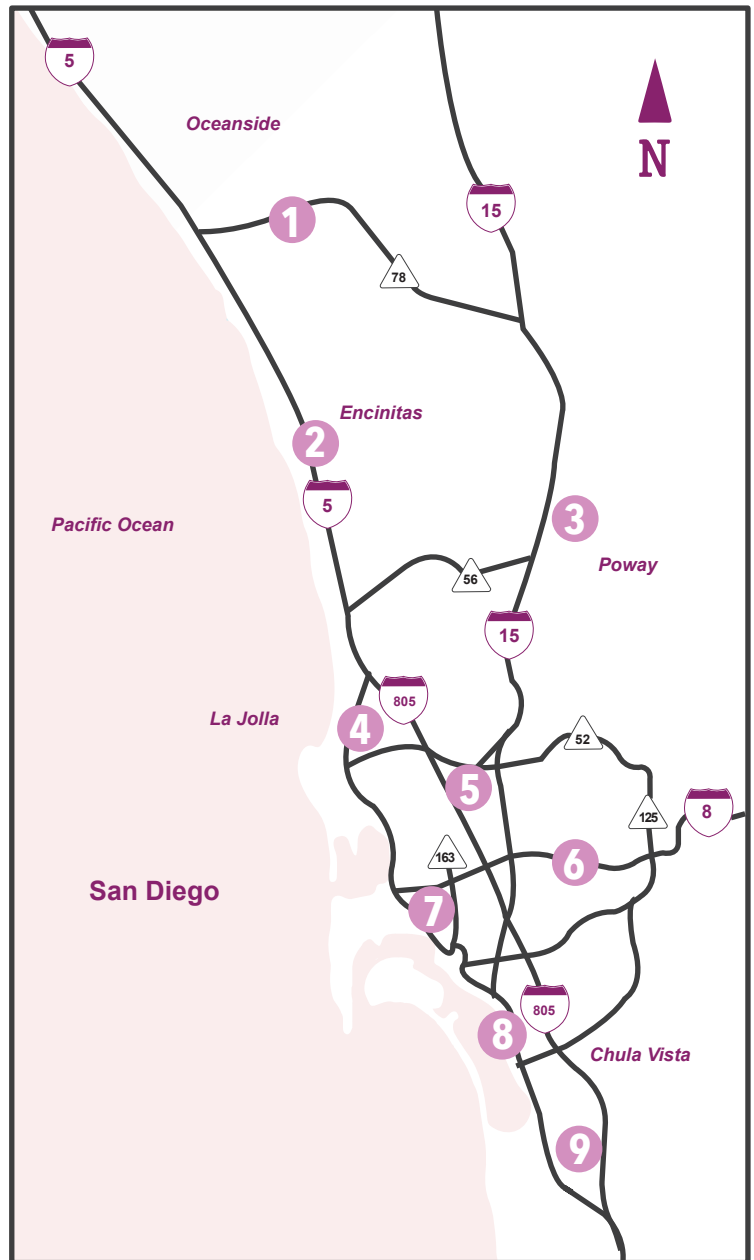 5
Oceanside
N
15
1
78
Encinitas
2
5
3
Pacific Ocean
Poway
56
15
805
La Jolla
4
52
5
125
8
163
6
San Diego
7
805
8
Chula Vista
9